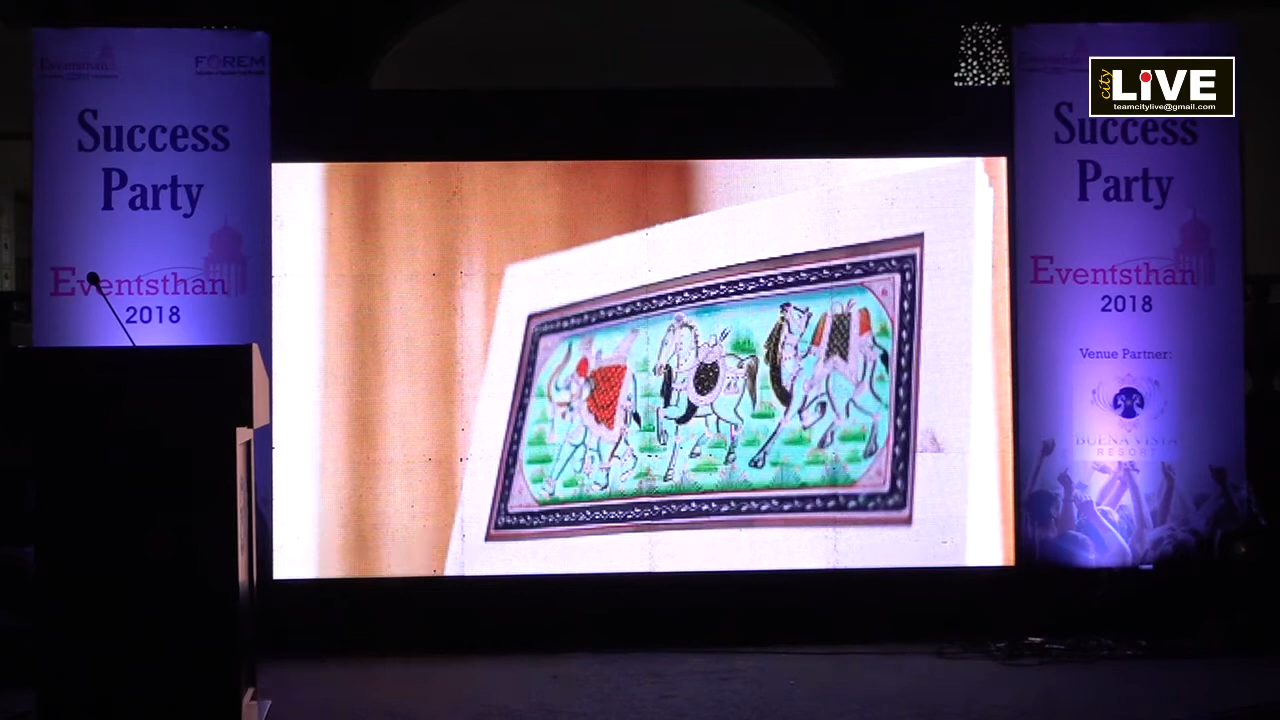 Eventsthan
FOREM
Success
Party
Eventsthan
2018
city
LiVE
teamcitylive@gmail.com
Success
Party
Eventsthan
2018
Venue Partner:
BUENA VISTA
RESORT